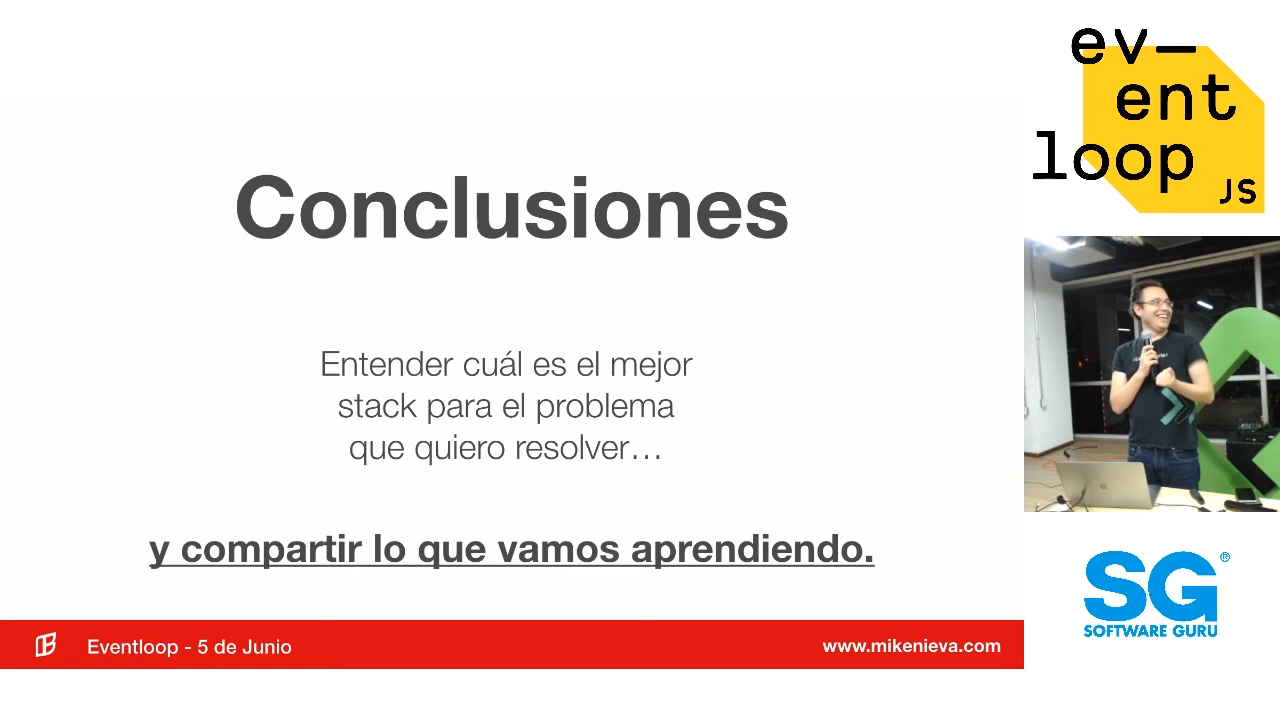 Conclusiones
Entender cuál es el mejor
stack para el problema
que quiero resolver…
y compartir lo que vamos aprendiendo.
Eventloop - 5 de Junio
www.mikenieva.com
ev—
ent
loop
JS
SG®
SOFTWARE GURU